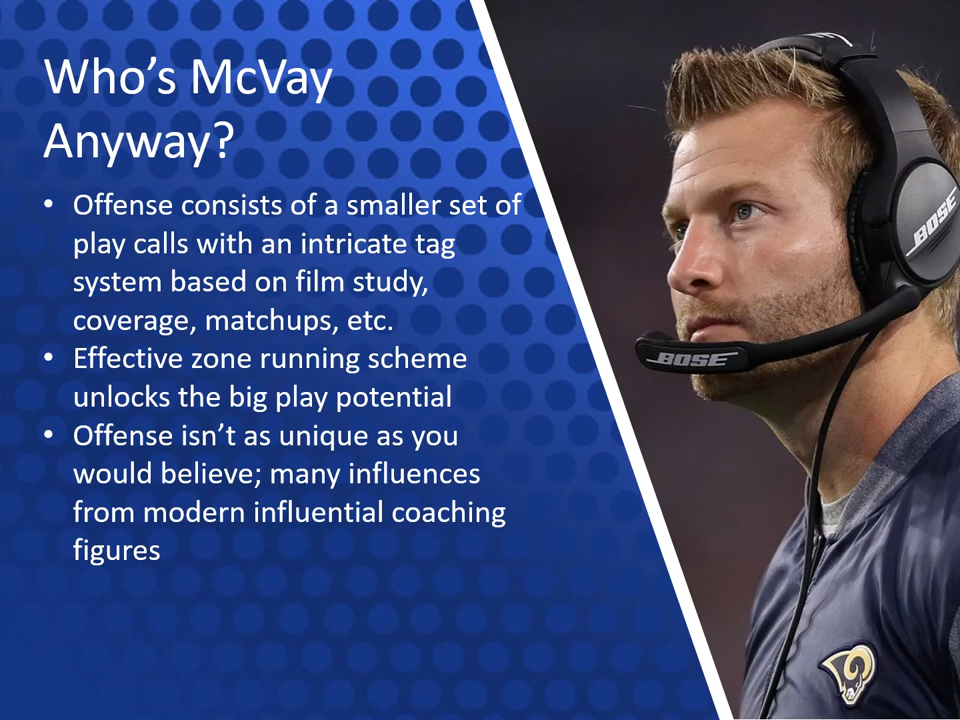 Who's McVay
Anyway?
• Offense consists of a smaller set of
play calls with an intricate tag
system based on film study,
coverage, matchups, etc.
• Effective zone running scheme
unlocks the big play potential
• Offense isn't as unique as you
would believe; many influences
from modern influential coaching
figures
BOSE
BOSE